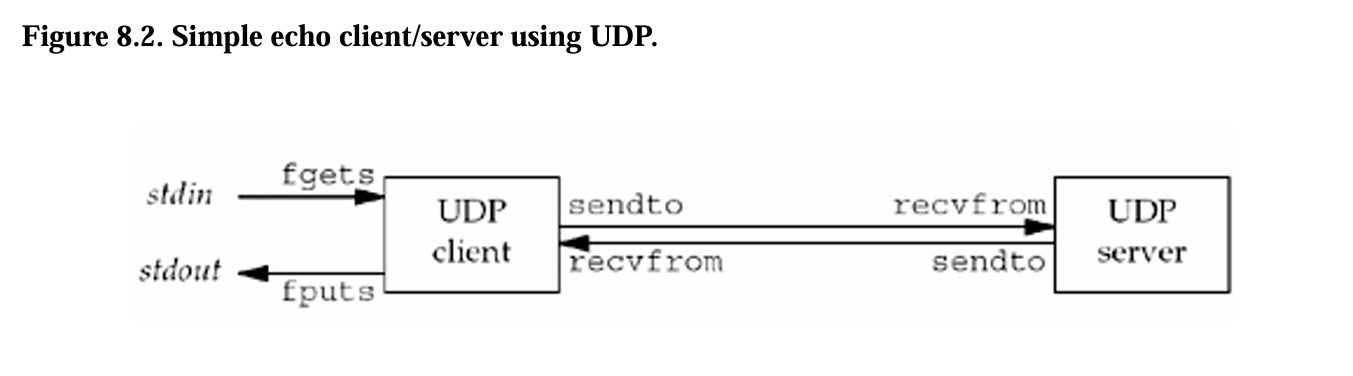 Figure 8.2. Simple echo client/server using UDP.
fgets
stdin
UDP
client
sendto
recvfrom
UDP
server
stdout
fputs
recvfrom
sendto